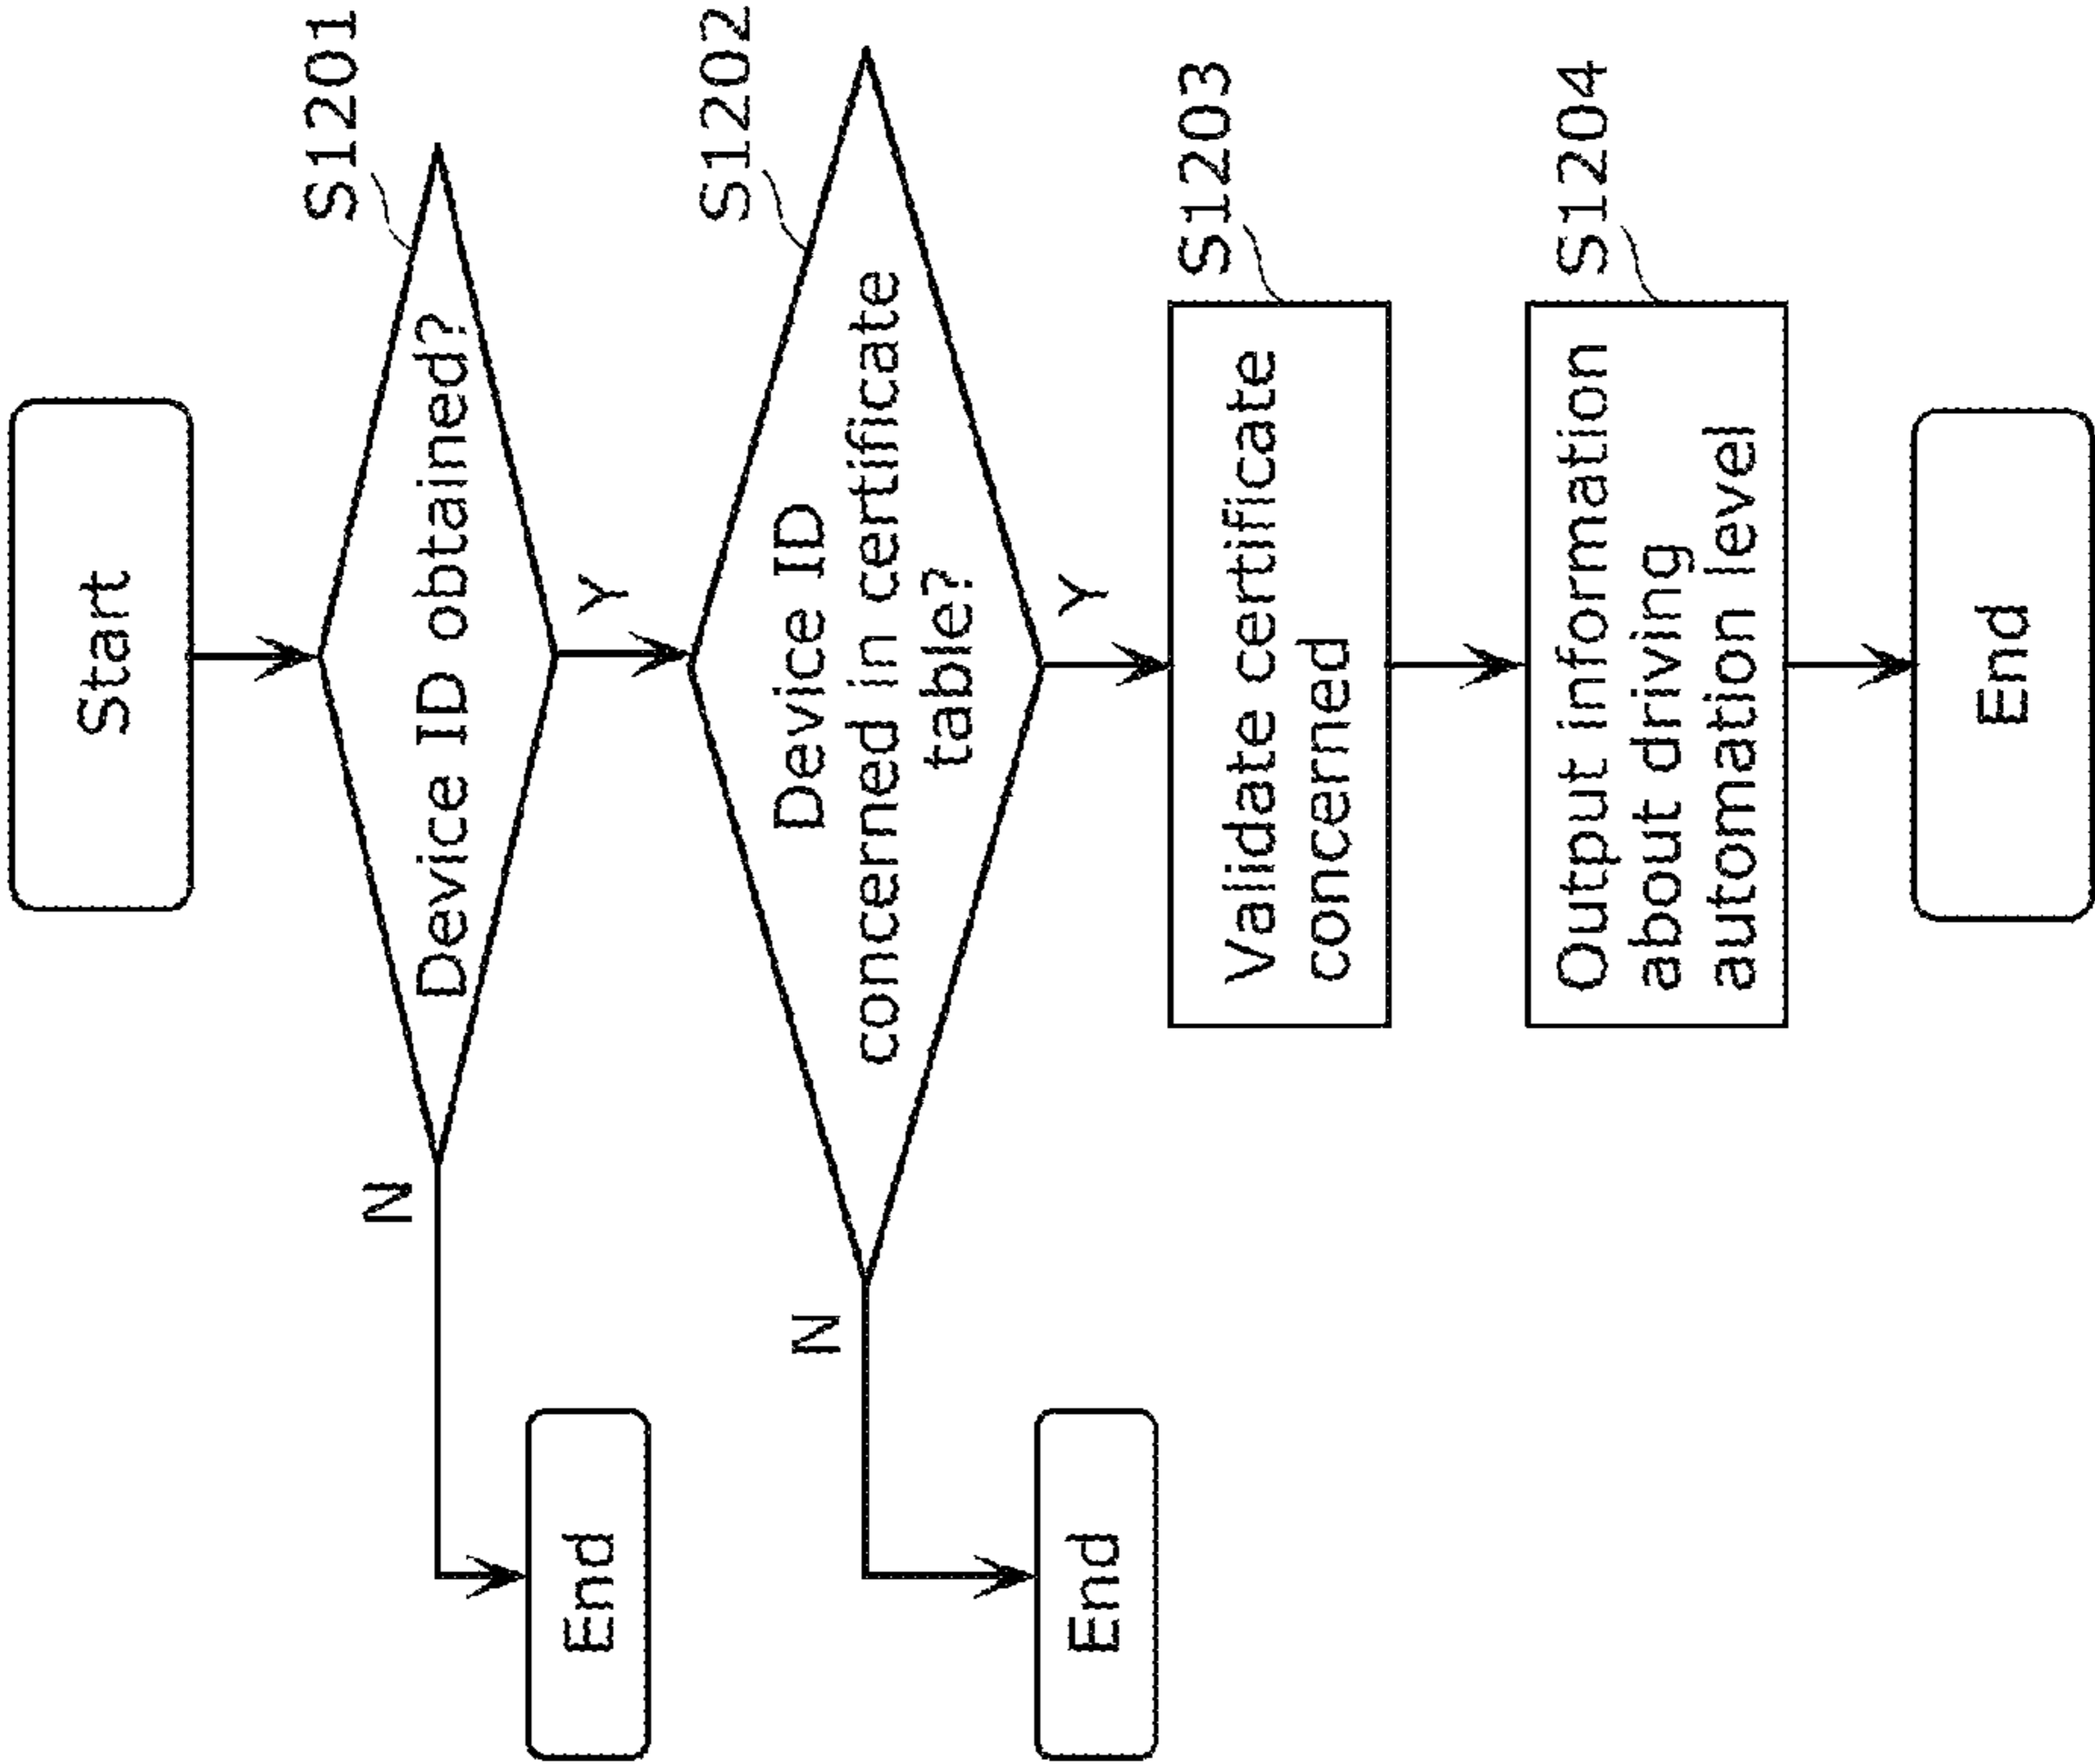 Start
S1201
Device ID obtained?
N
Y
End
S1202
Device ID
concerned in certificate
table?
N
Y
End
S1203
Validate certificate
concerned
S1204
Output information
about driving
automation level
End